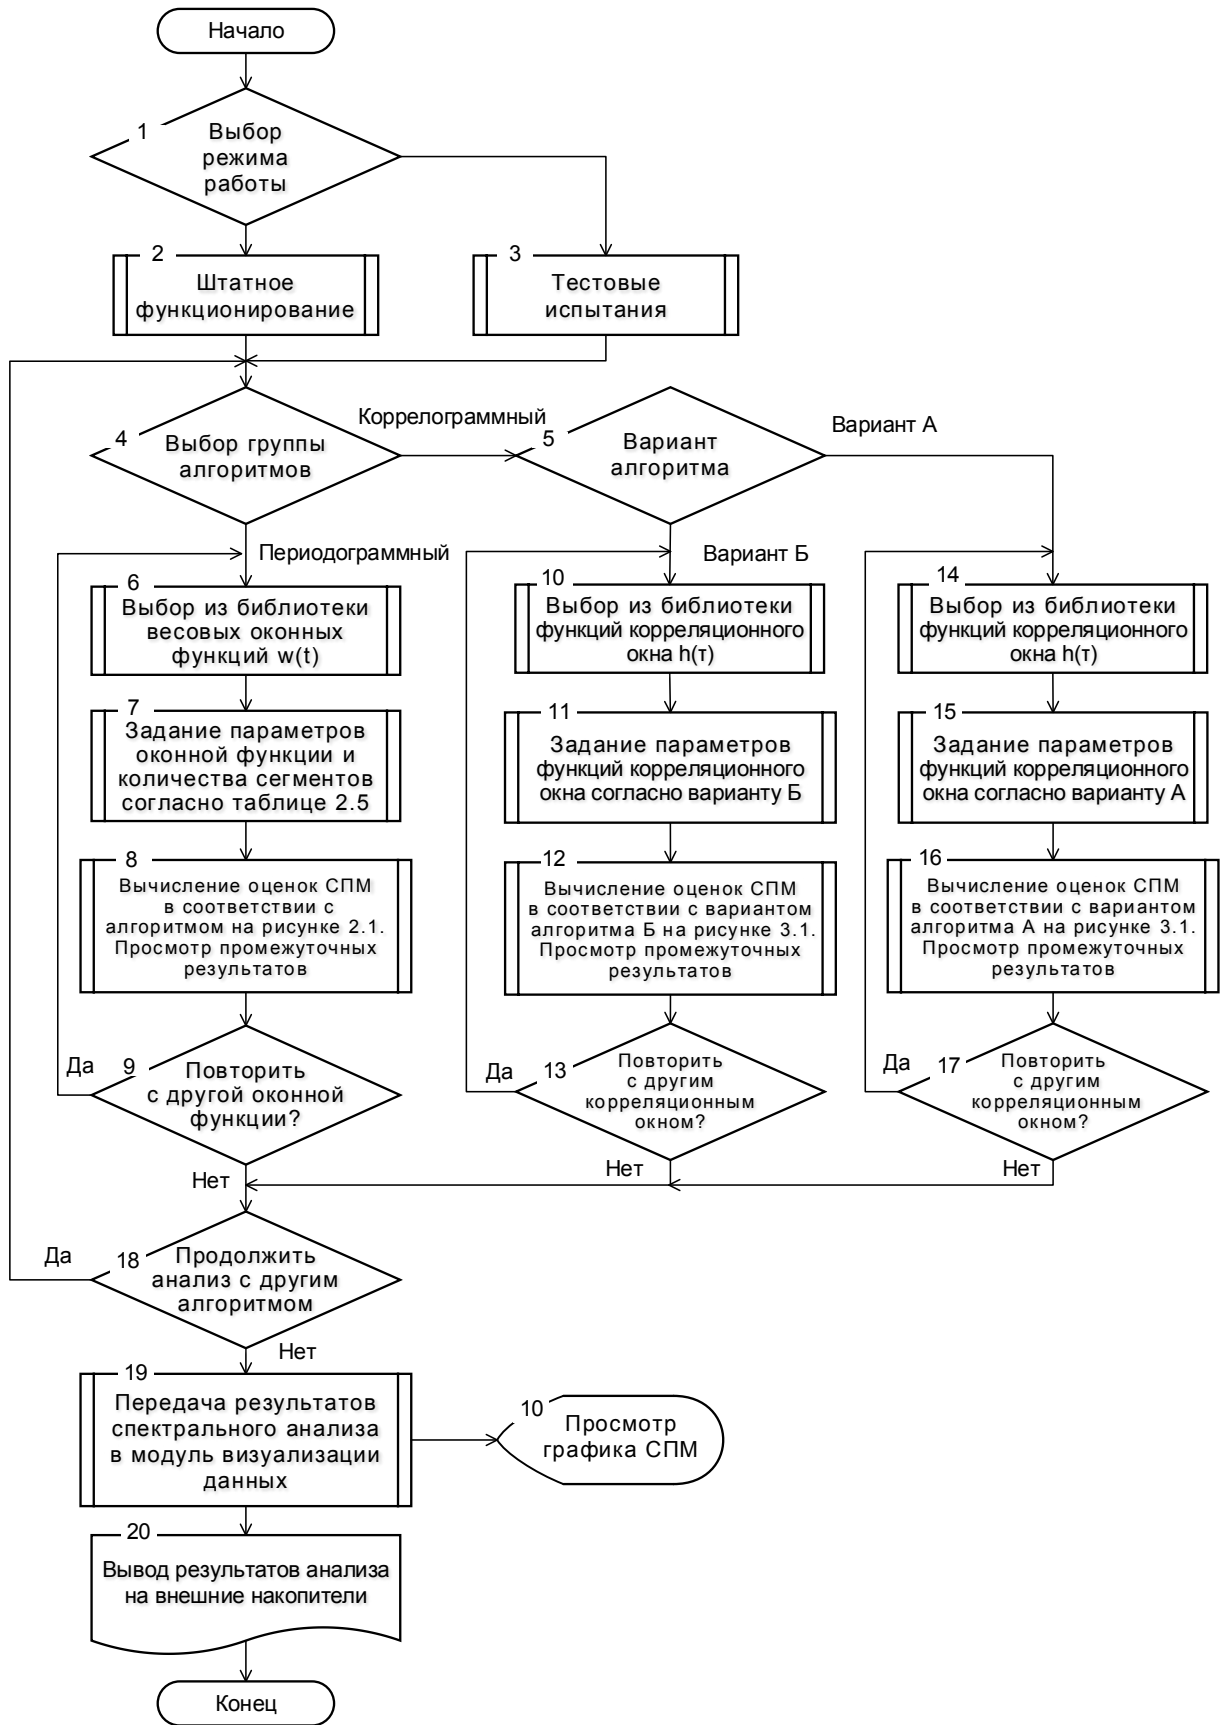 Начало
1
Выбор
режима
работы
2
Штатное
функционирование
3
Тестовые
испытания
4
Выбор группы
алгоритмов
Коррелограммный
5
Вариант
алгоритма
Вариант А
Периодограммный
Вариант Б
6
Выбор из библиотеки
весовых оконных
функций w(t)
10
Выбор из библиотеки
функций корреляционного
окна h(τ)
14
Выбор из библиотеки
функций корреляционного
окна h(τ)
7
Задание параметров
оконной функции и
количества сегментов
согласно таблице 2.5
11
Задание параметров
функций корреляционного
окна согласно варианту Б
15
Задание параметров
функций корреляционного
окна согласно варианту А
8
Вычисление оценок СПМ
в соответствии с
алгоритмом на рисунке 2.1.
Просмотр промежуточных
результатов
12
Вычисление оценок СПМ
в соответствии с вариантом
алгоритма Б на рисунке 3.1.
Просмотр промежуточных
результатов
16
Вычисление оценок СПМ
в соответствии с вариантом
алгоритма А на рисунке 3.1.
Просмотр промежуточных
результатов
Да
9
Повторить
с другой оконной
функции?
Нет
Да
13
Повторить
с другим
корреляционным
окном?
Нет
Да
17
Повторить
с другим
корреляционным
окном?
Нет
Да
18
Продолжить
анализ с другим
алгоритмом
Нет
19
Передача результатов
спектрального анализа
в модуль визуализации
данных
10
Просмотр
графика СПМ
20
Вывод результатов анализа
на внешние накопители
Конец